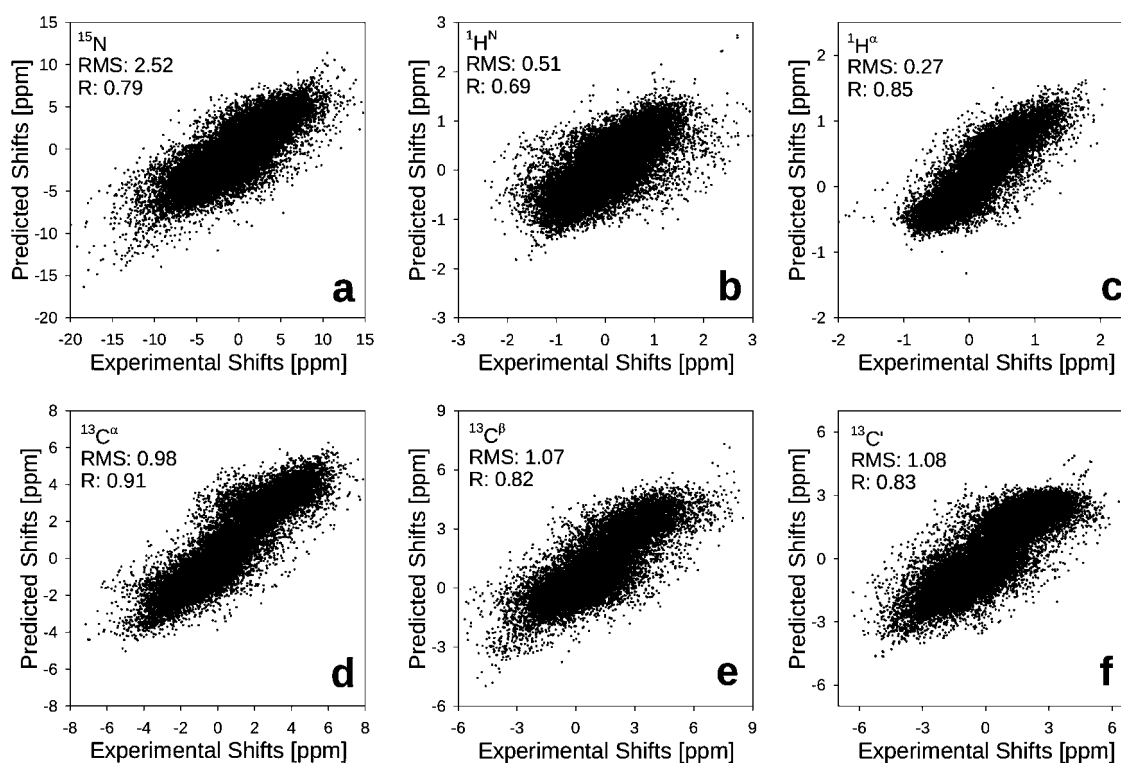 15
10
5
0
-5
-10
-15
-20
-20 -15 -10 -5 0 5 10 15
Predicted Shifts [ppm]
Experimental Shifts [ppm]
¹⁵N
RMS: 2.52
R: 0.79
a
3
2
1
0
-1
-2
-3
-3 -2 -1 0 1 2 3
Predicted Shifts [ppm]
Experimental Shifts [ppm]
¹Hᴺ
RMS: 0.51
R: 0.69
b
2
1
0
-1
-2
-2 -1 0 1 2
Predicted Shifts [ppm]
Experimental Shifts [ppm]
¹Hᵅ
RMS: 0.27
R: 0.85
c
8
6
4
2
0
-2
-4
-6
-8
-8 -6 -4 -2 0 2 4 6 8
Predicted Shifts [ppm]
Experimental Shifts [ppm]
¹³Cᵅ
RMS: 0.98
R: 0.91
d
9
6
3
0
-3
-6
-6 -3 0 3 6 9
Predicted Shifts [ppm]
Experimental Shifts [ppm]
¹³Cᵝ
RMS: 1.07
R: 0.82
e
6
3
0
-3
-6
-6 -3 0 3 6
Predicted Shifts [ppm]
Experimental Shifts [ppm]
¹³C'
RMS: 1.08
R: 0.83
f